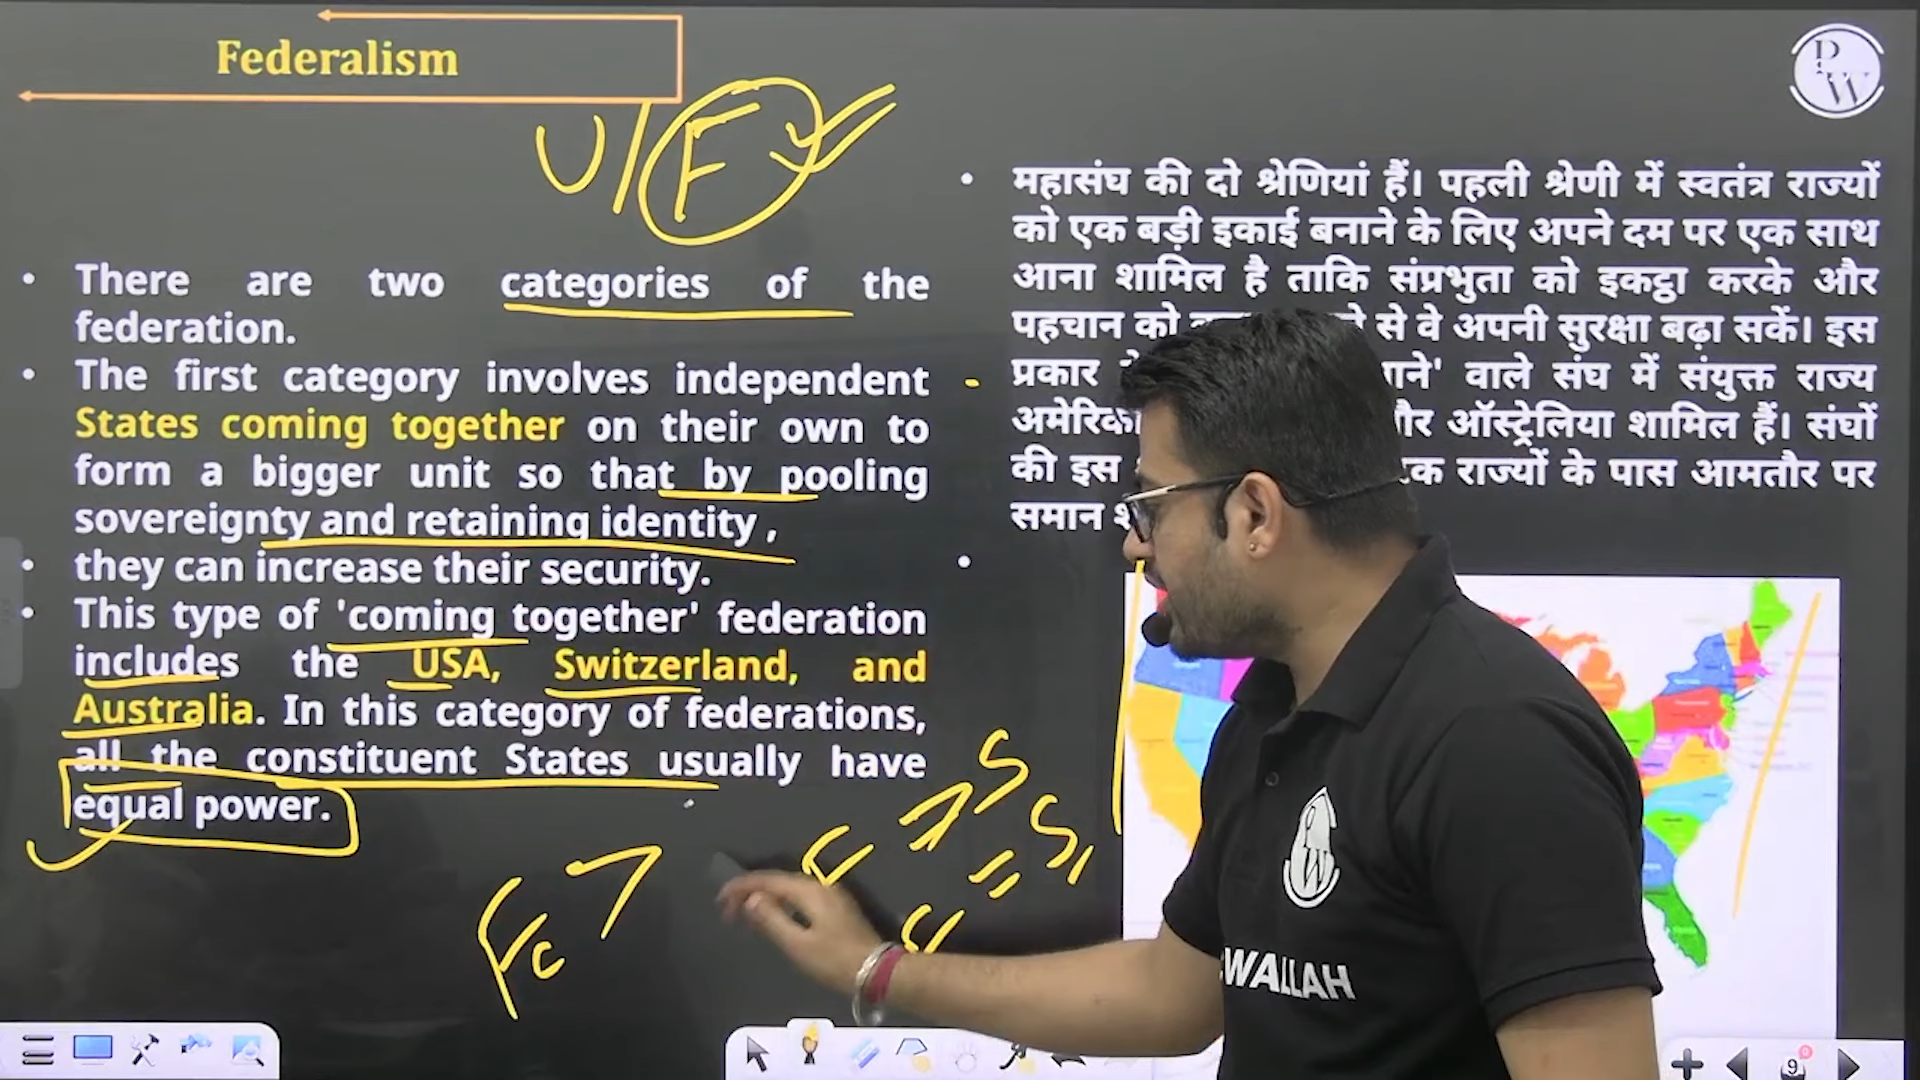 Federalism
U/F
There are two categories of the
federation.
The first category involves independent
States coming together on their own to
form a bigger unit so that by pooling
sovereignty and retaining identity ,
they can increase their security.
This type of 'coming together' federation
includes the USA, Switzerland, and
Australia. In this category of federations,
all the constituent States usually have
equal power.
महासंघ की दो श्रेणियां हैं। पहली श्रेणी में स्वतंत्र राज्यों
को एक बड़ी इकाई बनाने के लिए अपने दम पर एक साथ
आना शामिल है ताकि संप्रभुता को इकट्ठा करके और
पहचान को से वे अपनी सुरक्षा बढ़ा सकें। इस
प्रकार वाले संघ में संयुक्त राज्य
ऑस्ट्रेलिया शामिल हैं। संघों
की इस राज्यों के पास आमतौर पर
समान
PW
WALLAH
9